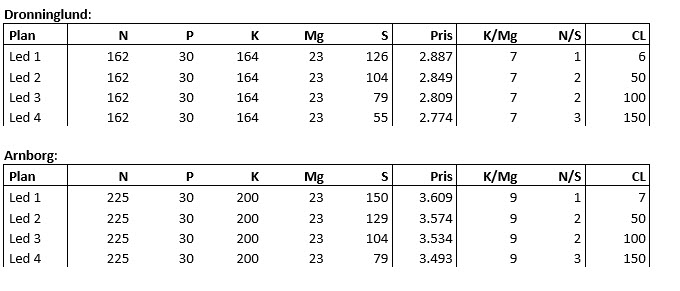 Dronninglund:
Plan N P K Mg S Pris K/Mg N/S CL
Led 1 162 30 164 23 126 2.887 7 1 6
Led 2 162 30 164 23 104 2.849 7 2 50
Led 3 162 30 164 23 79 2.809 7 2 100
Led 4 162 30 164 23 55 2.774 7 3 150
Arnborg:
Plan N P K Mg S Pris K/Mg N/S CL
Led 1 225 30 200 23 150 3.609 9 1 7
Led 2 225 30 200 23 129 3.574 9 2 50
Led 3 225 30 200 23 104 3.534 9 2 100
Led 4 225 30 200 23 79 3.493 9 3 150